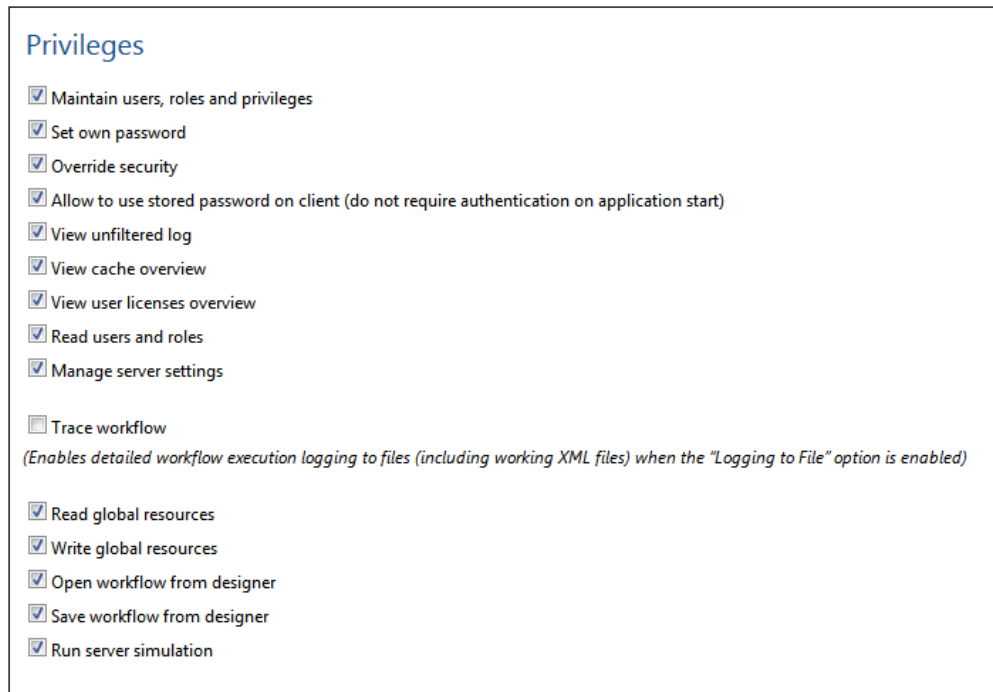 Privileges
Maintain users, roles and privileges
Set own password
Override security
Allow to use stored password on client (do not require authentication on application start)
View unfiltered log
View cache overview
View user licenses overview
Read users and roles
Manage server settings
Trace workflow
(Enables detailed workflow execution logging to files (including working XML files) when the "Logging to File" option is enabled)
Read global resources
Write global resources
Open workflow from designer
Save workflow from designer
Run server simulation